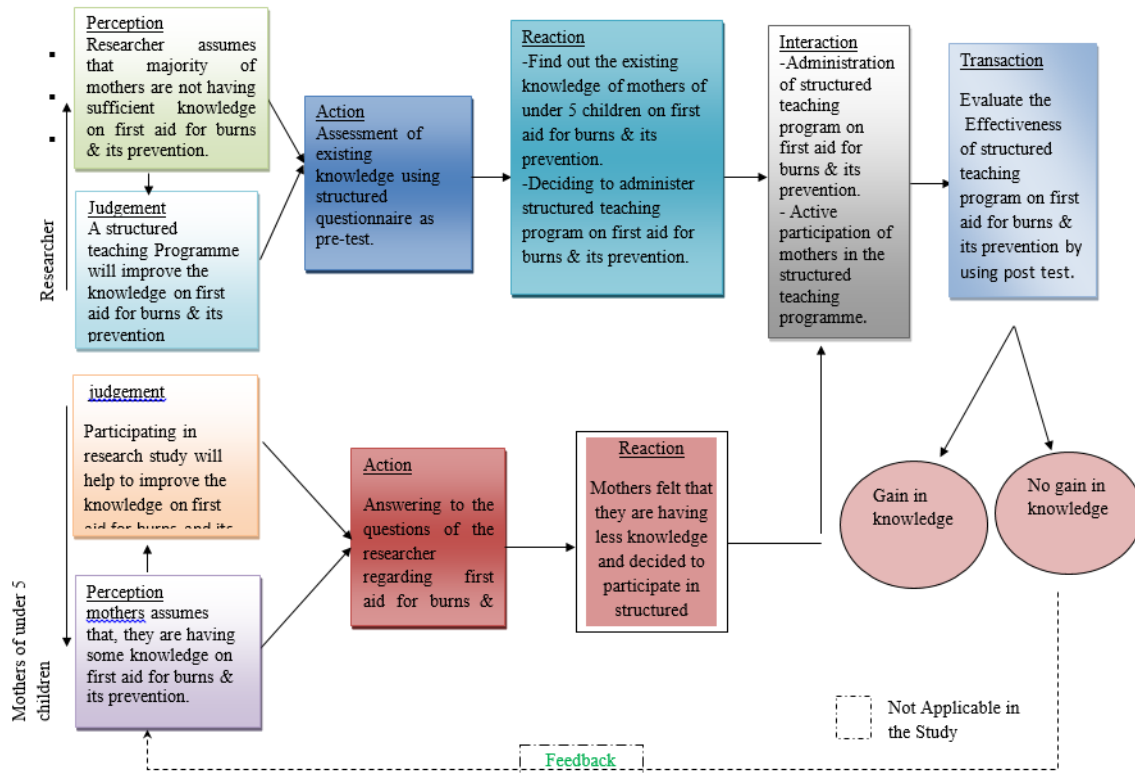 Perception
Researcher assumes
that majority of
mothers are not having
sufficient knowledge
on first aid for burns
& its prevention.
Judgement
A structured
teaching Programme
will improve the
knowledge on first
aid for burns & its
prevention
Researcher
Action
Assessment of
existing
knowledge using
structured
questionnaire as
pre-test.
Reaction
-Find out the existing
knowledge of mothers of
under 5 children on first
aid for burns & its
prevention.
-Deciding to administer
structured teaching
program on first aid for
burns & its prevention.
Interaction
-Administration
of structured
teaching
program on
first aid for
burns & its
prevention.
- Active
participation of
mothers in the
structured
teaching
programme.
Transaction
Evaluate the
Effectiveness
of structured
teaching
program on first
aid for burns &
its prevention by
using post test.
judgement
Participating in
research study will
help to improve the
knowledge on first
aid for burns and its
Perception
mothers assumes
that, they are having
some knowledge on
first aid for burns &
its prevention.
Mothers of under 5
children
Action
Answering to the
questions of the
researcher
regarding first
aid for burns &
Reaction
Mothers felt that
they are having
less knowledge
and decided to
participate in
structured
Gain in
knowledge
No gain in
knowledge
Not Applicable in
the Study
Feedback